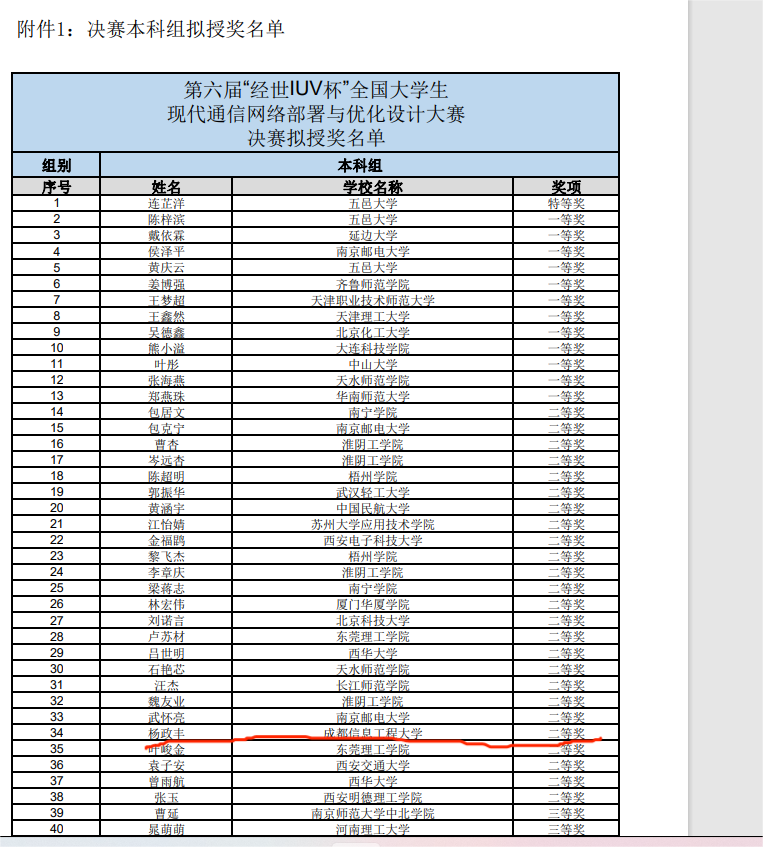 附件1：决赛本科组拟授奖名单
第六届“经世IUV杯”全国大学生
现代通信网络部署与优化设计大赛
决赛拟授奖名单
组别 本科组
序号 姓名 学校名称 奖项
1 连芷洋 五邑大学 特等奖
2 陈梓滨 五邑大学 一等奖
3 戴依霖 延边大学 一等奖
4 侯泽平 南京邮电大学 一等奖
5 黄庆云 五邑大学 一等奖
6 姜博强 齐鲁师范学院 一等奖
7 王梦超 天津职业技术师范大学 一等奖
8 王鑫然 天津理工大学 一等奖
9 吴德鑫 北京化工大学 一等奖
10 熊小溢 大连科技学院 一等奖
11 叶彤 中山大学 一等奖
12 张海燕 天水师范学院 一等奖
13 郑燕珠 华南师范大学 一等奖
14 包居文 南宁学院 二等奖
15 包克宁 南京邮电大学 二等奖
16 曹杏 淮阴工学院 二等奖
17 岑远杏 淮阴工学院 二等奖
18 陈超明 梧州学院 二等奖
19 郭振华 武汉轻工大学 二等奖
20 黄涵宇 中国民航大学 二等奖
21 江怡婧 苏州大学应用技术学院 二等奖
22 金福鹍 西安电子科技大学 二等奖
23 黎飞杰 梧州学院 二等奖
24 李章庆 淮阴工学院 二等奖
25 梁蒋志 南宁学院 二等奖
26 林宏伟 厦门华厦学院 二等奖
27 刘诺言 北京科技大学 二等奖
28 卢苏材 东莞理工学院 二等奖
29 吕世明 西华大学 二等奖
30 石艳芯 天水师范学院 二等奖
31 汪杰 长江师范学院 二等奖
32 魏友业 淮阴工学院 二等奖
33 武怀亮 南京邮电大学 二等奖
34 杨政丰 成都信息工程大学 二等奖
35 叶峻金 东莞理工学院 二等奖
36 袁子安 西安交通大学 二等奖
37 曾雨航 西华大学 二等奖
38 张玉 西安明德理工学院 二等奖
39 曹延 南京师范大学中北学院 三等奖
40 晁萌萌 河南理工大学 三等奖